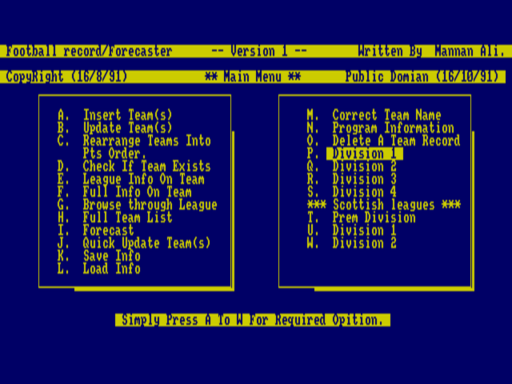 Football record/Forecaster -- Version 1 -- Written By Mannan Ali.
CopyRight (16/8/91) ** Main Menu ** Public Domian (16/10/91)
A. Insert Team(s)
B. Update Team(s)
C. Rearrange Teams Into
Pts Order.
D. Check If Team Exists
E. League Info On Team
F. Full Info On Team
G. Browse through League
H. Full Team List
I. Forecast
J. Quick Update Team(s)
K. Save Info
L. Load Info
M. Correct Team Name
N. Program Information
O. Delete A Team Record
P. Division 1
Q. Division 2
R. Division 3
S. Division 4
*** Scottish leagues ***
T. Prem Division
U. Division 1
W. Division 2
Simply Press A To W For Required Opition.